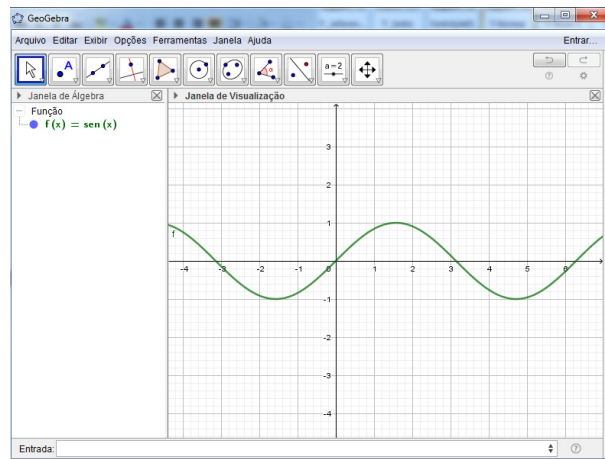 GeoGebra
Arquivo Editar Exibir Opções Ferramentas Janela Ajuda
Entrar...
A
α
a = 2
Janela de Álgebra
Janela de Visualização
Função
f (x) = sen (x)
f
3
2
1
-4 -3 -2 -1 0 1 2 3 4 5 6
-1
-2
-3
-4
Entrada: